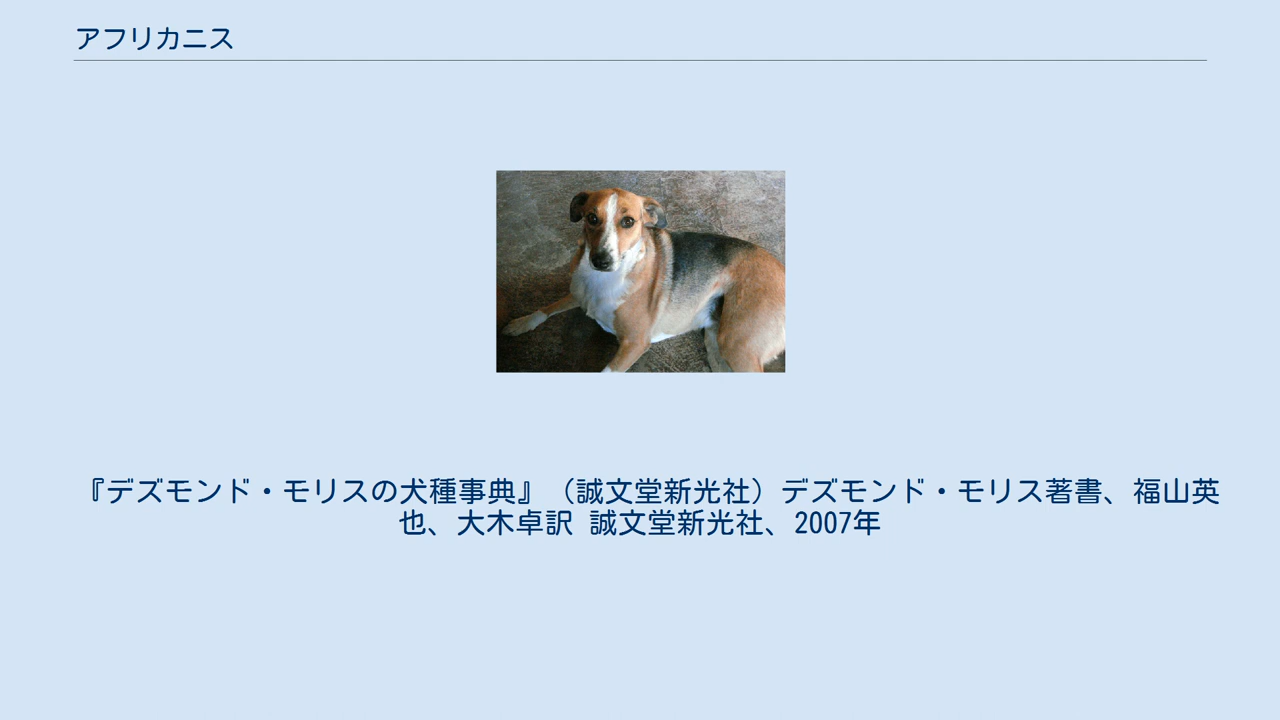 アフリカニス
『デズモンド・モリスの犬種事典』（誠文堂新光社）デズモンド・モリス著書、福山英
也、大木卓訳 誠文堂新光社、2007年